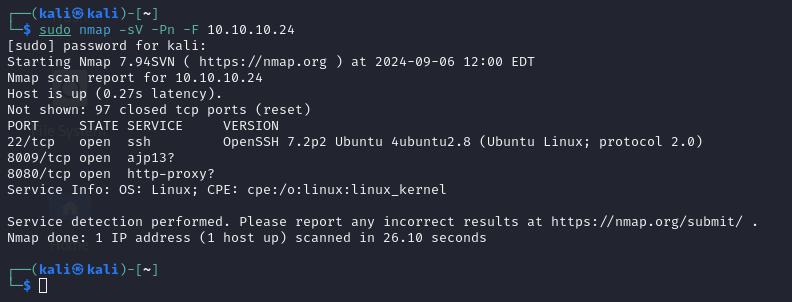 ┌──(kali㉿kali)-[~]
└─$ sudo nmap -sV -Pn -F 10.10.10.24
[sudo] password for kali:
Starting Nmap 7.94SVN ( https://nmap.org ) at 2024-09-06 12:00 EDT
Nmap scan report for 10.10.10.24
Host is up (0.27s latency).
Not shown: 97 closed tcp ports (reset)
PORT     STATE SERVICE     VERSION
22/tcp   open  ssh         OpenSSH 7.2p2 Ubuntu 4ubuntu2.8 (Ubuntu Linux; protocol 2.0)
8009/tcp open  ajp13?
8080/tcp open  http-proxy?
Service Info: OS: Linux; CPE: cpe:/o:linux:linux_kernel

Service detection performed. Please report any incorrect results at https://nmap.org/submit/ .
Nmap done: 1 IP address (1 host up) scanned in 26.10 seconds

┌──(kali㉿kali)-[~]
└─$